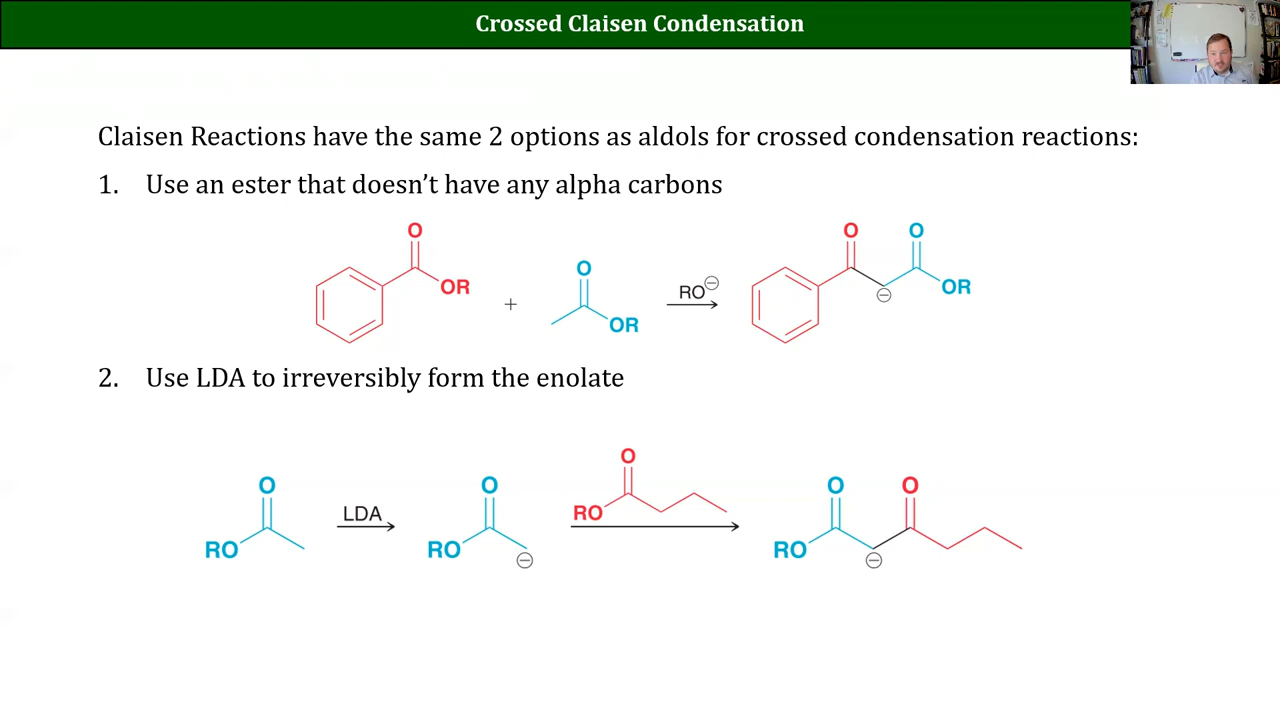 Crossed Claisen Condensation
Claisen Reactions have the same 2 options as aldols for crossed condensation reactions:
1. Use an ester that doesn’t have any alpha carbons
O O O
O OR RO⊖ OR
+ OR ⊖
2. Use LDA to irreversibly form the enolate
O
O O RO O O
LDA
RO RO ⊖ RO ⊖